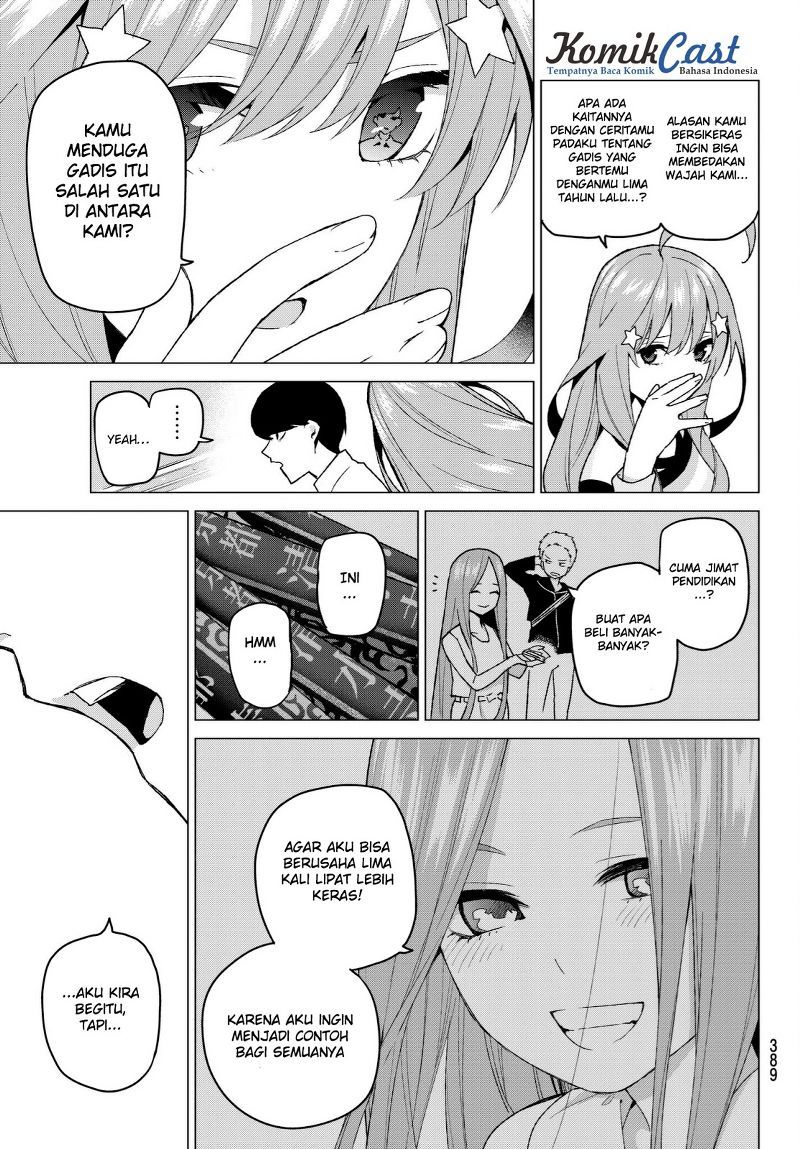 KomikCast
Tempatnya Baca Komik Bahasa Indonesia
ALASAN KAMU
BERSIKERAS
INGIN BISA
MEMBEDAKAN
WAJAH KAMI...
APA ADA
KAITANNYA
DENGAN CERITAMU
PADAKU TENTANG
GADIS YANG
BERTEMU
DENGANMU LIMA
TAHUN LALU...?
KAMU
MENDUGA
GADIS ITU
SALAH SATU
DI ANTARA
KAMI?
......
YEAH...
CUMA JIMAT
PENDIDIKAN
...?
BUAT APA
BELI BANYAK-
BANYAK?
INI
...
HMM
...
AGAR AKU BISA
BERUSAHA LIMA
KALI LIPAT LEBIH
KERAS!
KARENA AKU INGIN
MENJADI CONTOH
BAGI SEMUANYA
...AKU KIRA
BEGITU,
TAPI...
389